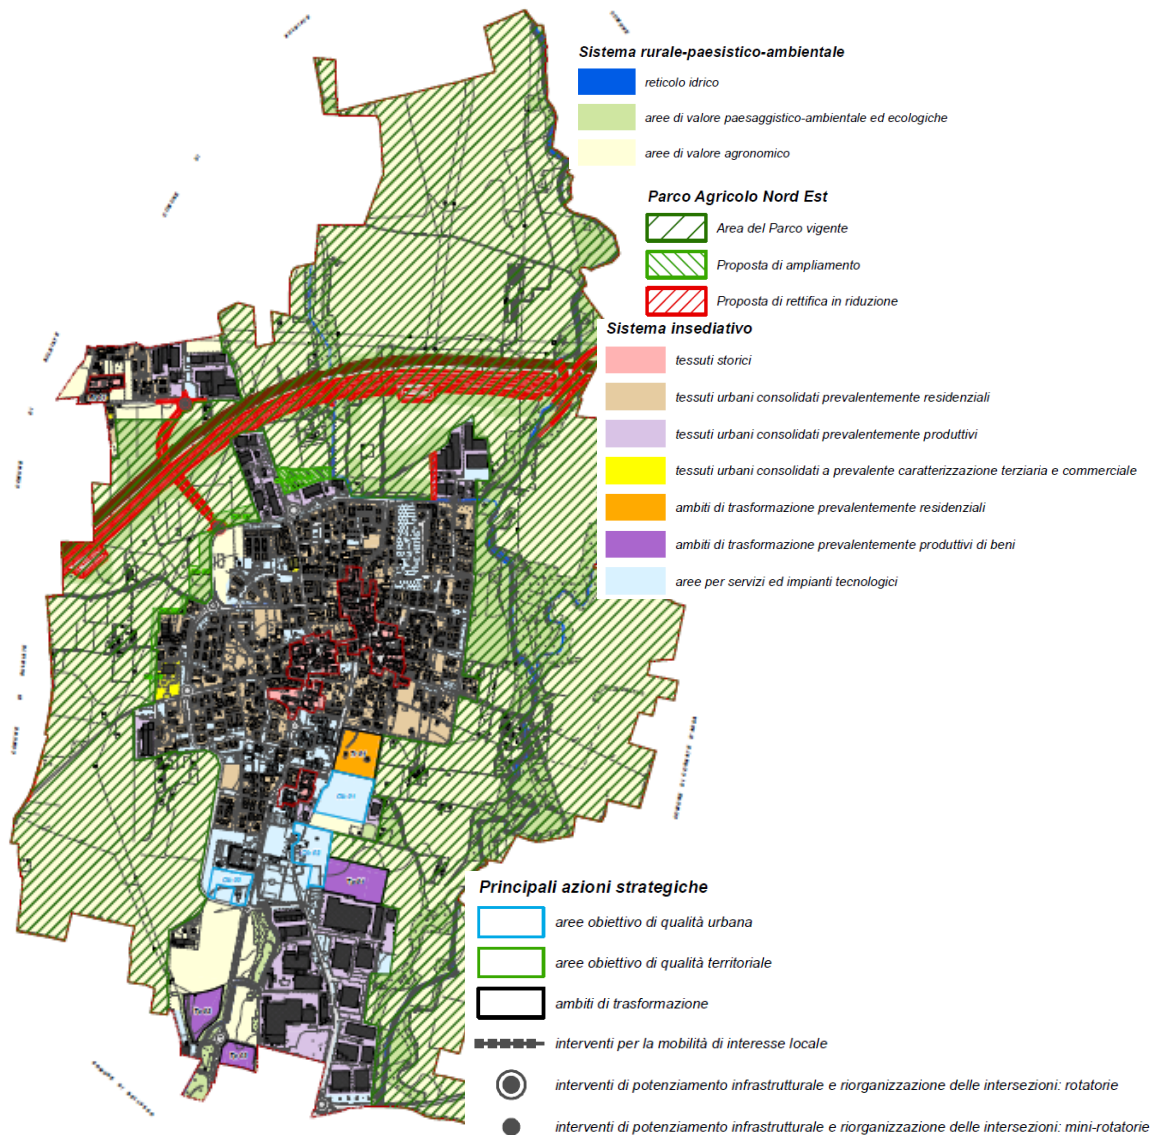 Sistema rurale-paesistico-ambientale
reticolo idrico
aree di valore paesaggistico-ambientale ed ecologiche
aree di valore agronomico
Parco Agricolo Nord Est
Area del Parco vigente
Proposta di ampliamento
Proposta di rettifica in riduzione
Sistema insediativo
tessuti storici
tessuti urbani consolidati prevalentemente residenziali
tessuti urbani consolidati prevalentemente produttivi
tessuti urbani consolidati a prevalente caratterizzazione terziaria e commerciale
ambiti di trasformazione prevalentemente residenziali
ambiti di trasformazione prevalentemente produttivi di beni
aree per servizi ed impianti tecnologici
Principali azioni strategiche
aree obiettivo di qualità urbana
aree obiettivo di qualità territoriale
ambiti di trasformazione
interventi per la mobilità di interesse locale
interventi di potenziamento infrastrutturale e riorganizzazione delle intersezioni: rotatorie
interventi di potenziamento infrastrutturale e riorganizzazione delle intersezioni: mini-rotatorie